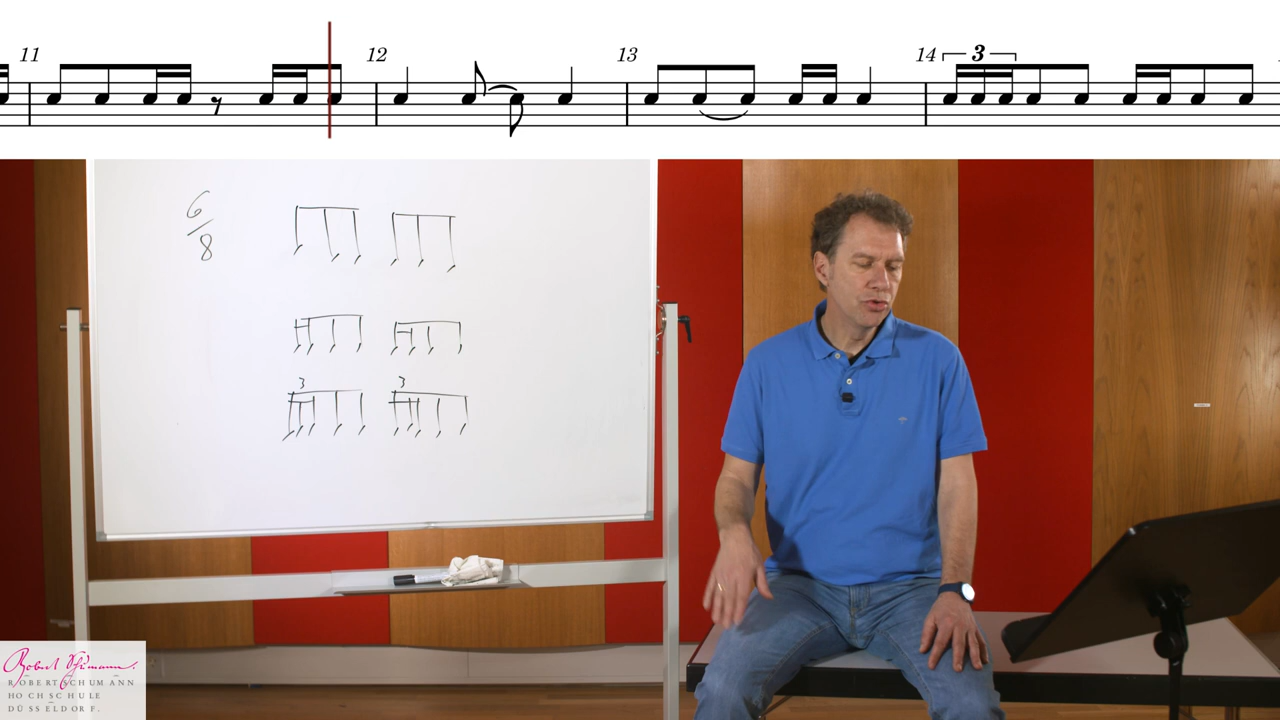 11
12
13
14
3
6
8
3
3
Robert Schumann
ROBERT SCHUMANN
HOCHSCHULE
DÜSSELDORF.